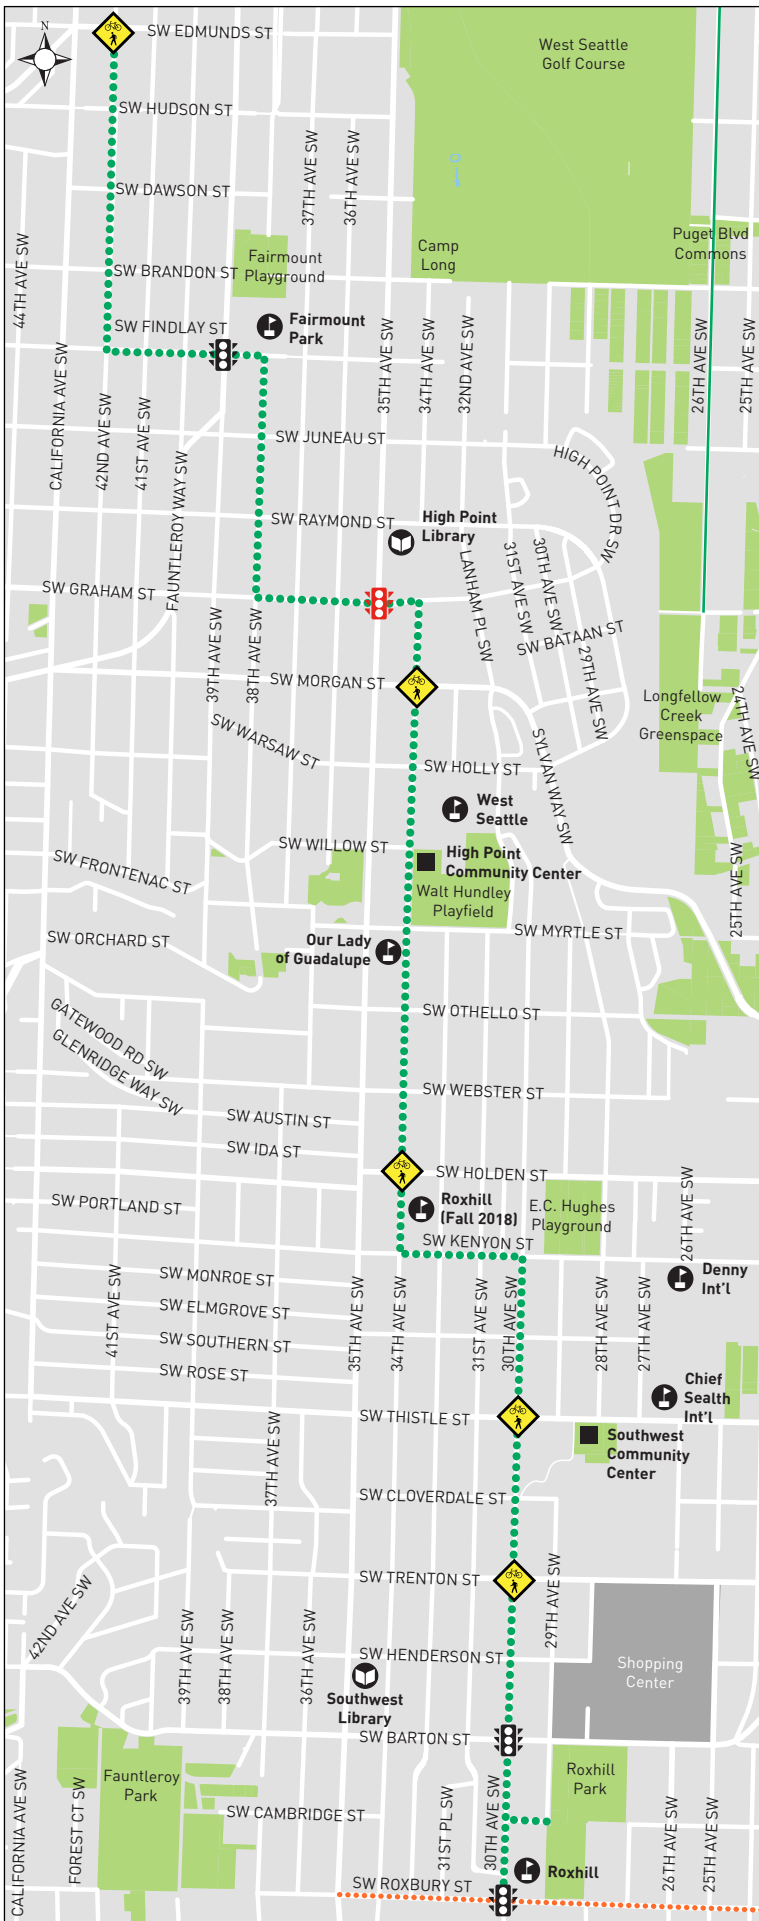 N
SW EDMUNDS ST
West Seattle
Golf Course
SW HUDSON ST
37TH AVE SW
36TH AVE SW
SW DAWSON ST
44TH AVE SW
Fairmount
Playground
Camp
Long
Puget Blvd
Commons
SW BRANDON ST
SW FINDLAY ST
Fairmount
Park
35TH AVE SW
34TH AVE SW
32ND AVE SW
26TH AVE SW
25TH AVE SW
CALIFORNIA AVE SW
42ND AVE SW
41ST AVE SW
FAUNTLEROY WAY SW
SW JUNEAU ST
HIGH POINT DR SW
SW RAYMOND ST
High Point
Library
LANHAM PL SW
31ST AVE SW
30TH AVE SW
SW GRAHAM ST
39TH AVE SW
38TH AVE SW
SW BATAAN ST
29TH AVE SW
SW MORGAN ST
Longfellow
Creek
Greenspace
24TH AVE SW
SW WARSAW ST
SW HOLLY ST
SYLVAN WAY SW
West
Seattle
SW WILLOW ST
High Point
Community Center
SW FRONTENAC ST
Walt Hundley
Playfield
25TH AVE SW
SW ORCHARD ST
Our Lady
of Guadalupe
SW MYRTLE ST
GATEWOOD RD SW
GLENRIDGE WAY SW
SW OTHELLO ST
SW WEBSTER ST
SW AUSTIN ST
SW IDA ST
SW HOLDEN ST
SW PORTLAND ST
Roxhill
(Fall 2018)
E.C. Hughes
Playground
26TH AVE SW
SW KENYON ST
SW MONROE ST
Denny
Int'l
SW ELMGROVE ST
41ST AVE SW
35TH AVE SW
34TH AVE SW
31ST AVE SW
30TH AVE SW
28TH AVE SW
27TH AVE SW
SW SOUTHERN ST
SW ROSE ST
Chief
Sealth
Int'l
SW THISTLE ST
37TH AVE SW
Southwest
Community
Center
SW CLOVERDALE ST
SW TRENTON ST
29TH AVE SW
42ND AVE SW
39TH AVE SW
38TH AVE SW
36TH AVE SW
SW HENDERSON ST
Shopping
Center
Southwest
Library
SW BARTON ST
Fauntleroy
Park
Roxhill
Park
CALIFORNIA AVE SW
FOREST CT SW
SW CAMBRIDGE ST
31ST PL SW
30TH AVE SW
26TH AVE SW
25TH AVE SW
Roxhill
SW ROXBURY ST